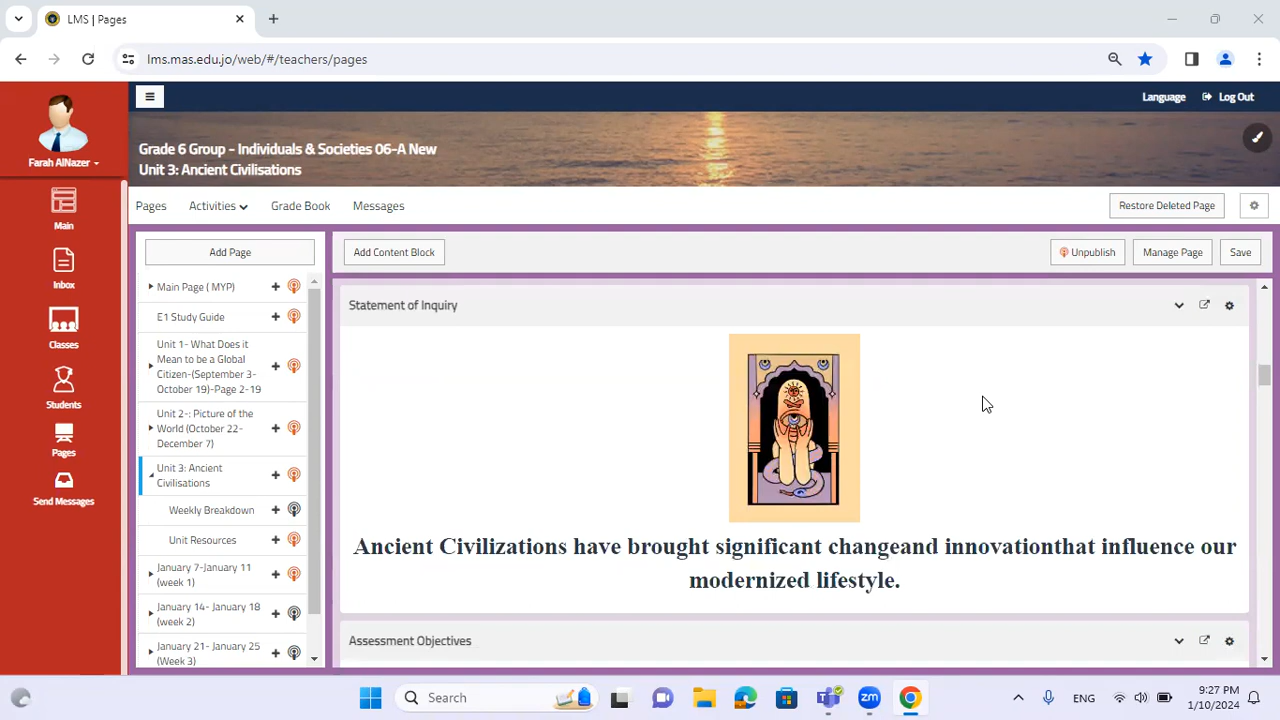 LMS | Pages
lms.mas.edu.jo/web/#/teachers/pages
Language
Log Out
Farah AlNazer
Grade 6 Group - Individuals & Societies 06-A New
Unit 3: Ancient Civilisations
Pages
Activities
Grade Book
Messages
Restore Deleted Page
Main
Inbox
Classes
Students
Pages
Send Messages
Add Page
Add Content Block
Unpublish
Manage Page
Save
Main Page ( MYP)
E1 Study Guide
Unit 1- What Does it
Mean to be a Global
Citizen-(September 3-
October 19)-Page 2-19
Unit 2-: Picture of the
World (October 22-
December 7)
Unit 3: Ancient
Civilisations
Weekly Breakdown
Unit Resources
January 7-January 11
(week 1)
January 14- January 18
(week 2)
January 21- January 25
(Week 3)
Statement of Inquiry
Ancient Civilizations have brought significant changeand innovationthat influence our
modernized lifestyle.
Assessment Objectives
Search
ENG
9:27 PM
1/10/2024